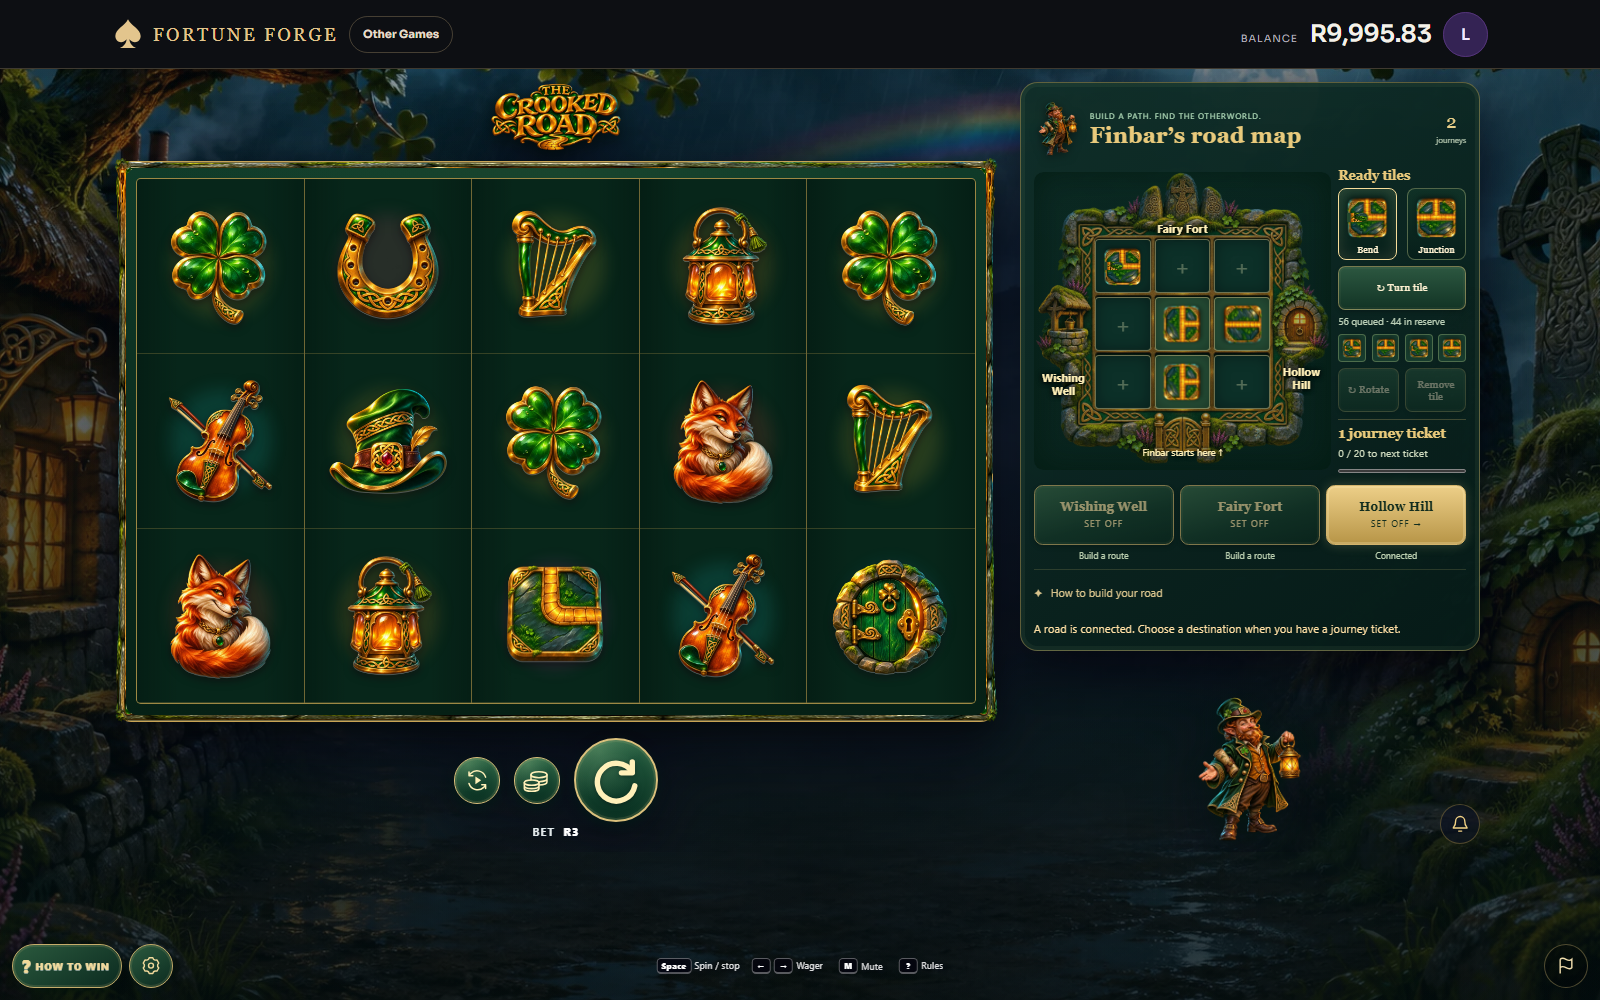 FORTUNE FORGE
Other Games
BALANCE R9,995.83
L
THE
CROOKED
ROAD
BUILD A PATH. FIND THE OTHERWORLD.
Finbar’s road map
2
journeys
Ready tiles
Bend
Junction
↻ Turn tile
56 queued · 44 in reserve
↻ Rotate
Remove tile
1 journey ticket
0 / 20 to next ticket
Fairy Fort
Wishing Well
Hollow Hill
Finbar starts here ↑
Wishing Well
SET OFF
Build a route
Fairy Fort
SET OFF
Build a route
Hollow Hill
SET OFF →
Connected
✦ How to build your road
A road is connected. Choose a destination when you have a journey ticket.
BET R3
? HOW TO WIN
Space Spin / stop ← → Wager M Mute ? Rules